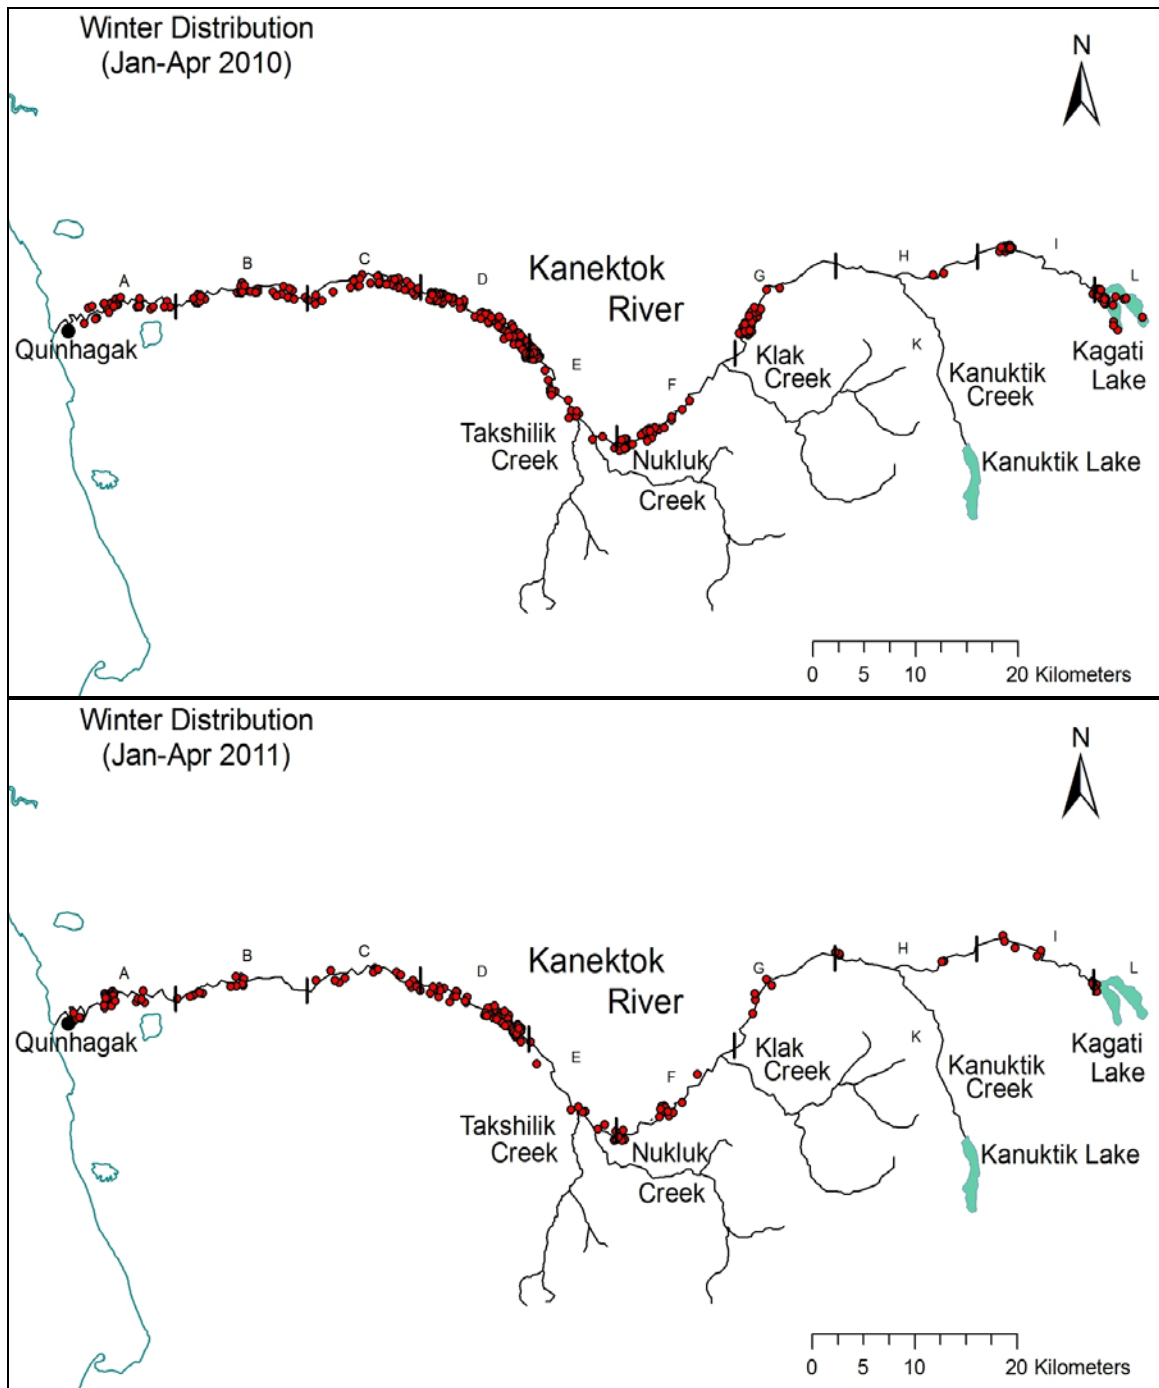 Winter Distribution
(Jan-Apr 2010)
N
A
B
C
D
E
F
G
H
I
L
K
Kanektok
River
Quinhagak
Takshilik
Creek
Nukluk
Creek
Klak
Creek
Kanuktik
Creek
Kanuktik Lake
Kagati
Lake
0 5 10 20 Kilometers
Winter Distribution
(Jan-Apr 2011)
N
A
B
C
D
E
F
G
H
I
L
K
Kanektok
River
Quinhagak
Takshilik
Creek
Nukluk
Creek
Klak
Creek
Kanuktik
Creek
Kanuktik Lake
Kagati
Lake
0 5 10 20 Kilometers